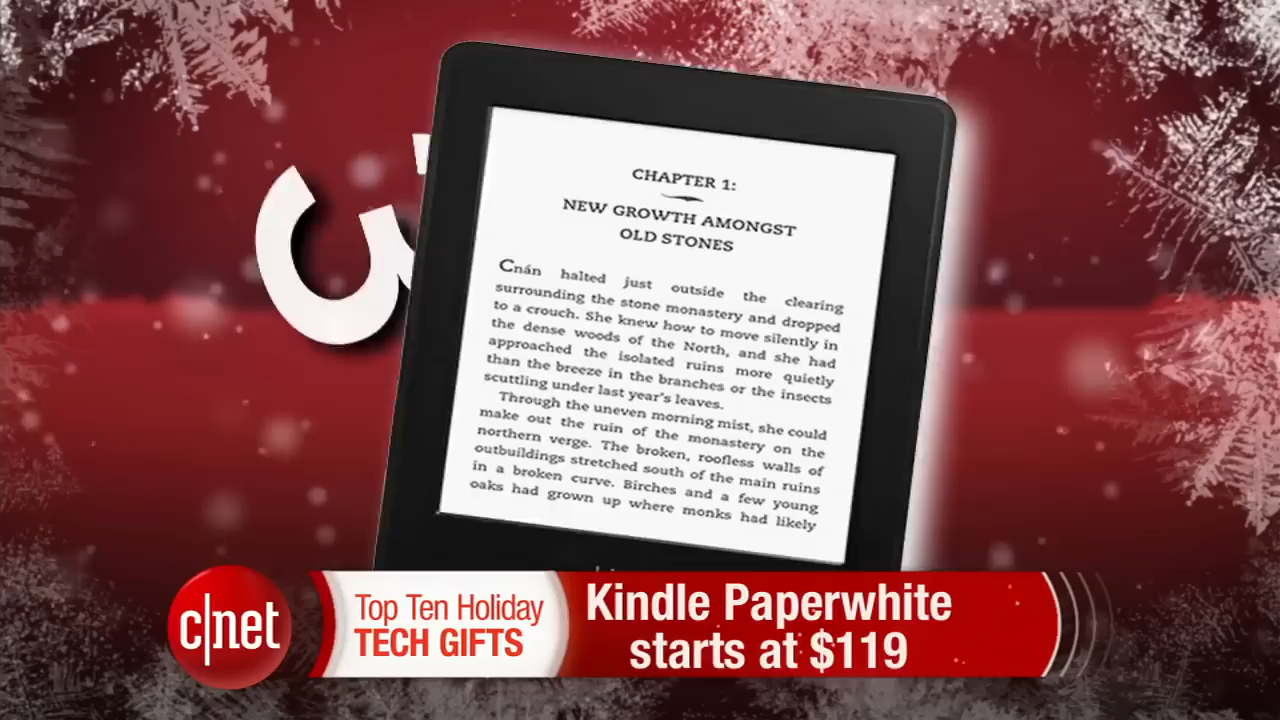 3
CHAPTER 1:
NEW GROWTH AMONGST
OLD STONES
Cnán halted just outside the clearing
surrounding the stone monastery and dropped
to a crouch. She knew how to move silently in
the dense woods of the North, and she had
approached the isolated ruins more quietly
than the breeze in the branches or the insects
scuttling under last year's leaves.
Through the uneven morning mist, she could
make out the ruin of the monastery on the
northern verge. The broken, roofless walls of
outbuildings stretched south of the main ruins
in a broken curve. Birches and a few young
oaks had grown up where monks had likely
c|net
Top Ten Holiday
TECH GIFTS
Kindle Paperwhite
starts at $119